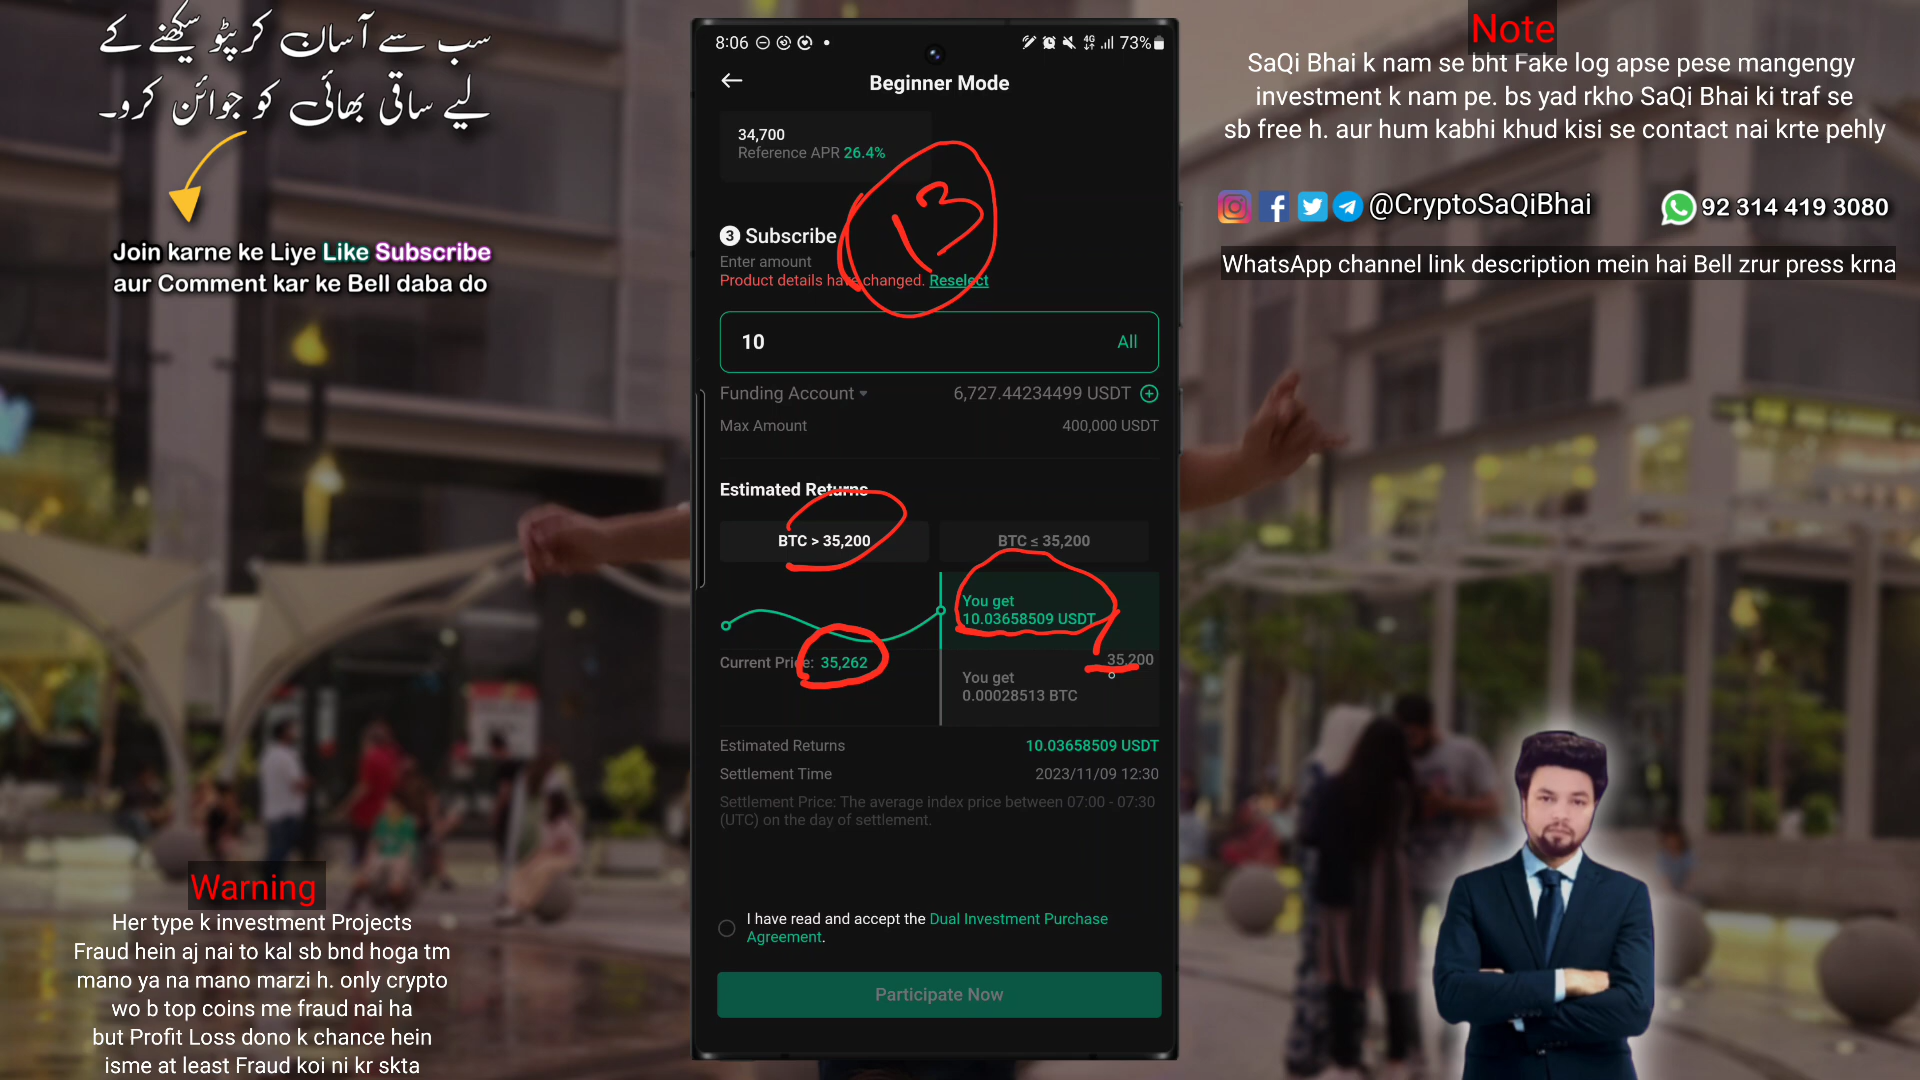 سب سے آسان کرپٹو سکھنے کے
لیے ساقی بھائی کو جوائن کرو۔
Join karne ke Liye Like Subscribe
aur Comment kar ke Bell daba do
Warning
Her type k investment Projects
Fraud hein aj nai to kal sb bnd hoga tm
mano ya na mano marzi h. only crypto
wo b top coins me fraud nai ha
but Profit Loss dono k chance hein
isme at least Fraud koi ni kr skta
8:06 4G 73%
Beginner Mode
34,700
Reference APR 26.4%
13
3 Subscribe
Enter amount
Product details have changed. Reselect
10 All
Funding Account 6,727.44234499 USDT
Max Amount 400,000 USDT
Estimated Returns
BTC > 35,200 BTC ≤ 35,200
You get
10.03658509 USDT
Current Price: 35,262
35,200
You get
0.00028513 BTC
Estimated Returns 10.03658509 USDT
Settlement Time 2023/11/09 12:30
Settlement Price: The average index price between 07:00 - 07:30
(UTC) on the day of settlement.
I have read and accept the Dual Investment Purchase
Agreement.
Participate Now
Note
SaQi Bhai k nam se bht Fake log apse pese mangengy
investment k nam pe. bs yad rkho SaQi Bhai ki traf se
sb free h. aur hum kabhi khud kisi se contact nai krte pehly
@CryptoSaQiBhai 92 314 419 3080
WhatsApp channel link description mein hai Bell zrur press krna